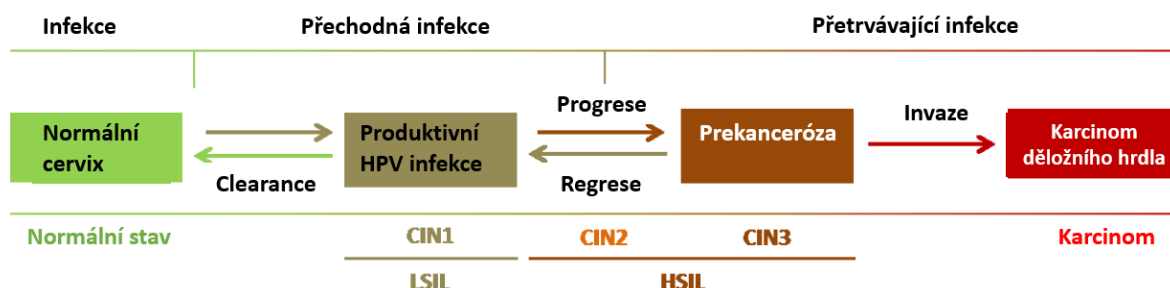 Infekce
Přechodná infekce
Přetrvávající infekce
Normální
cervix
Clearance
Produktivní
HPV infekce
Progrese
Regrese
Prekanceróza
Invaze
Karcinom
děložního hrdla
Normální stav
CIN1
CIN2
CIN3
Karcinom
LSIL
HSIL